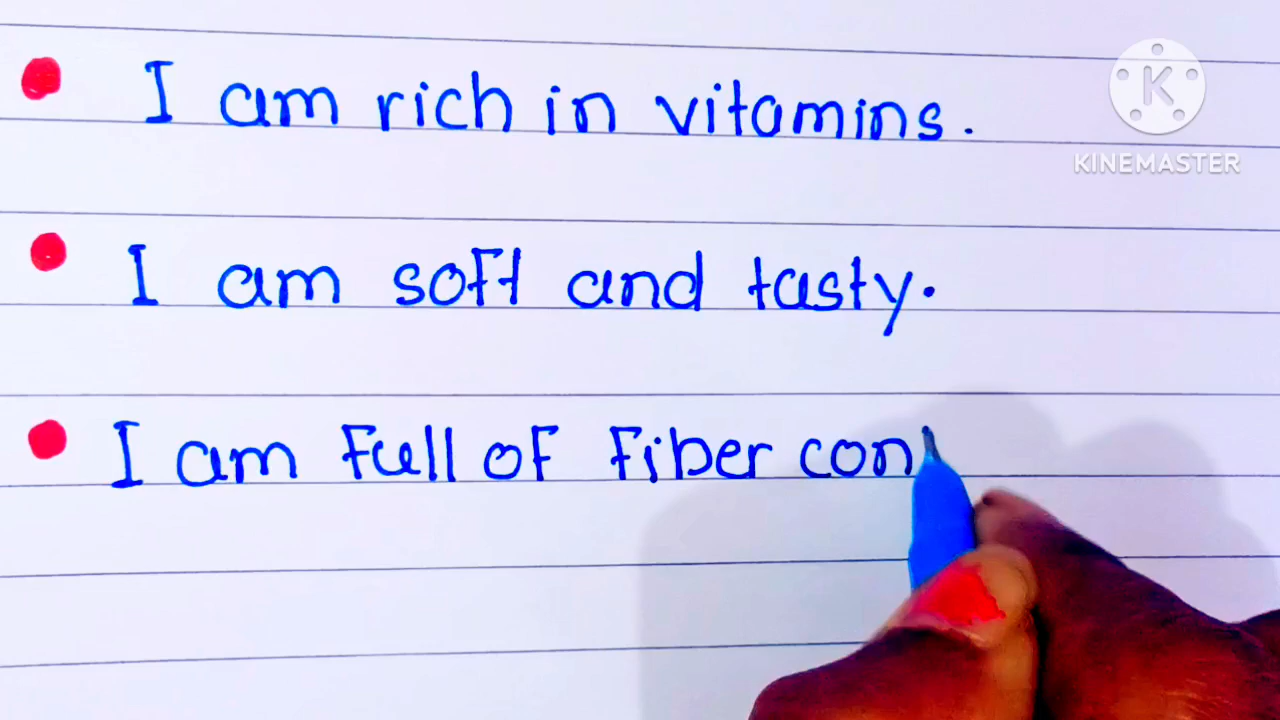 I am rich in vitamins.
KINEMASTER
I am soft and tasty.
I am Full of Fiber con